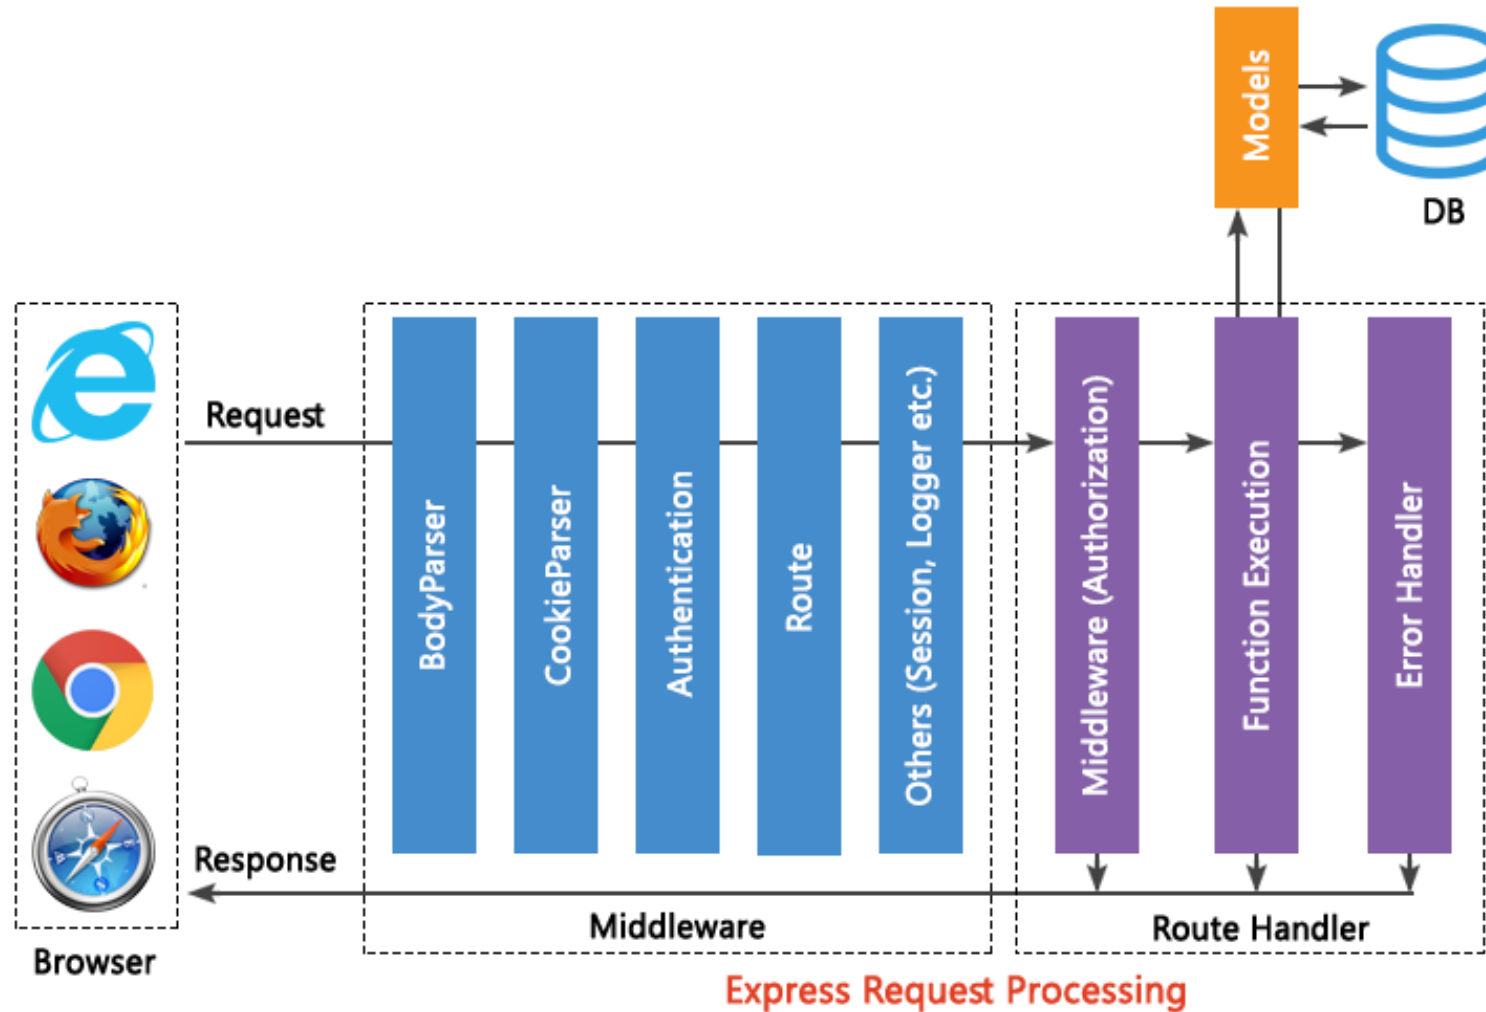 Models
DB
Request
BodyParser
CookieParser
Authentication
Route
Others (Session, Logger etc.)
Middleware (Authorization)
Function Execution
Error Handler
Response
Middleware
Route Handler
Browser
Express Request Processing